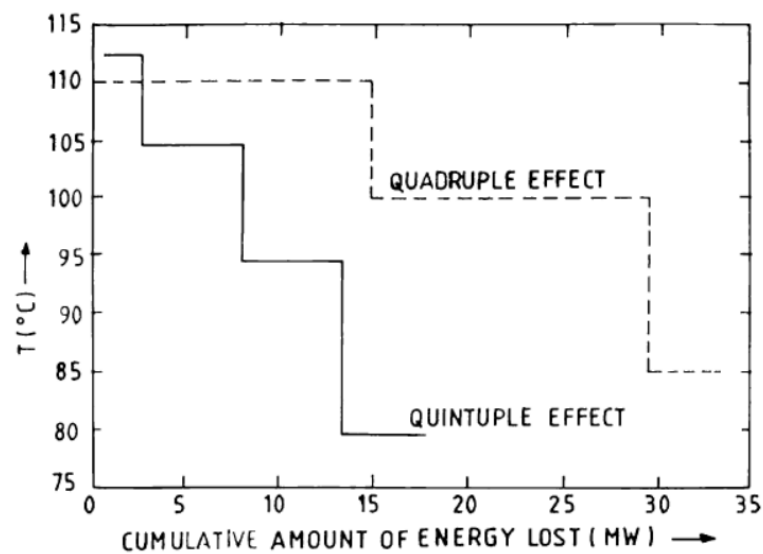 115
110
105
100
95
90
85
80
75
T (°C)
QUADRUPLE EFFECT
QUINTUPLE EFFECT
0 5 10 15 20 25 30 35
CUMULATIVE AMOUNT OF ENERGY LOST (MW)